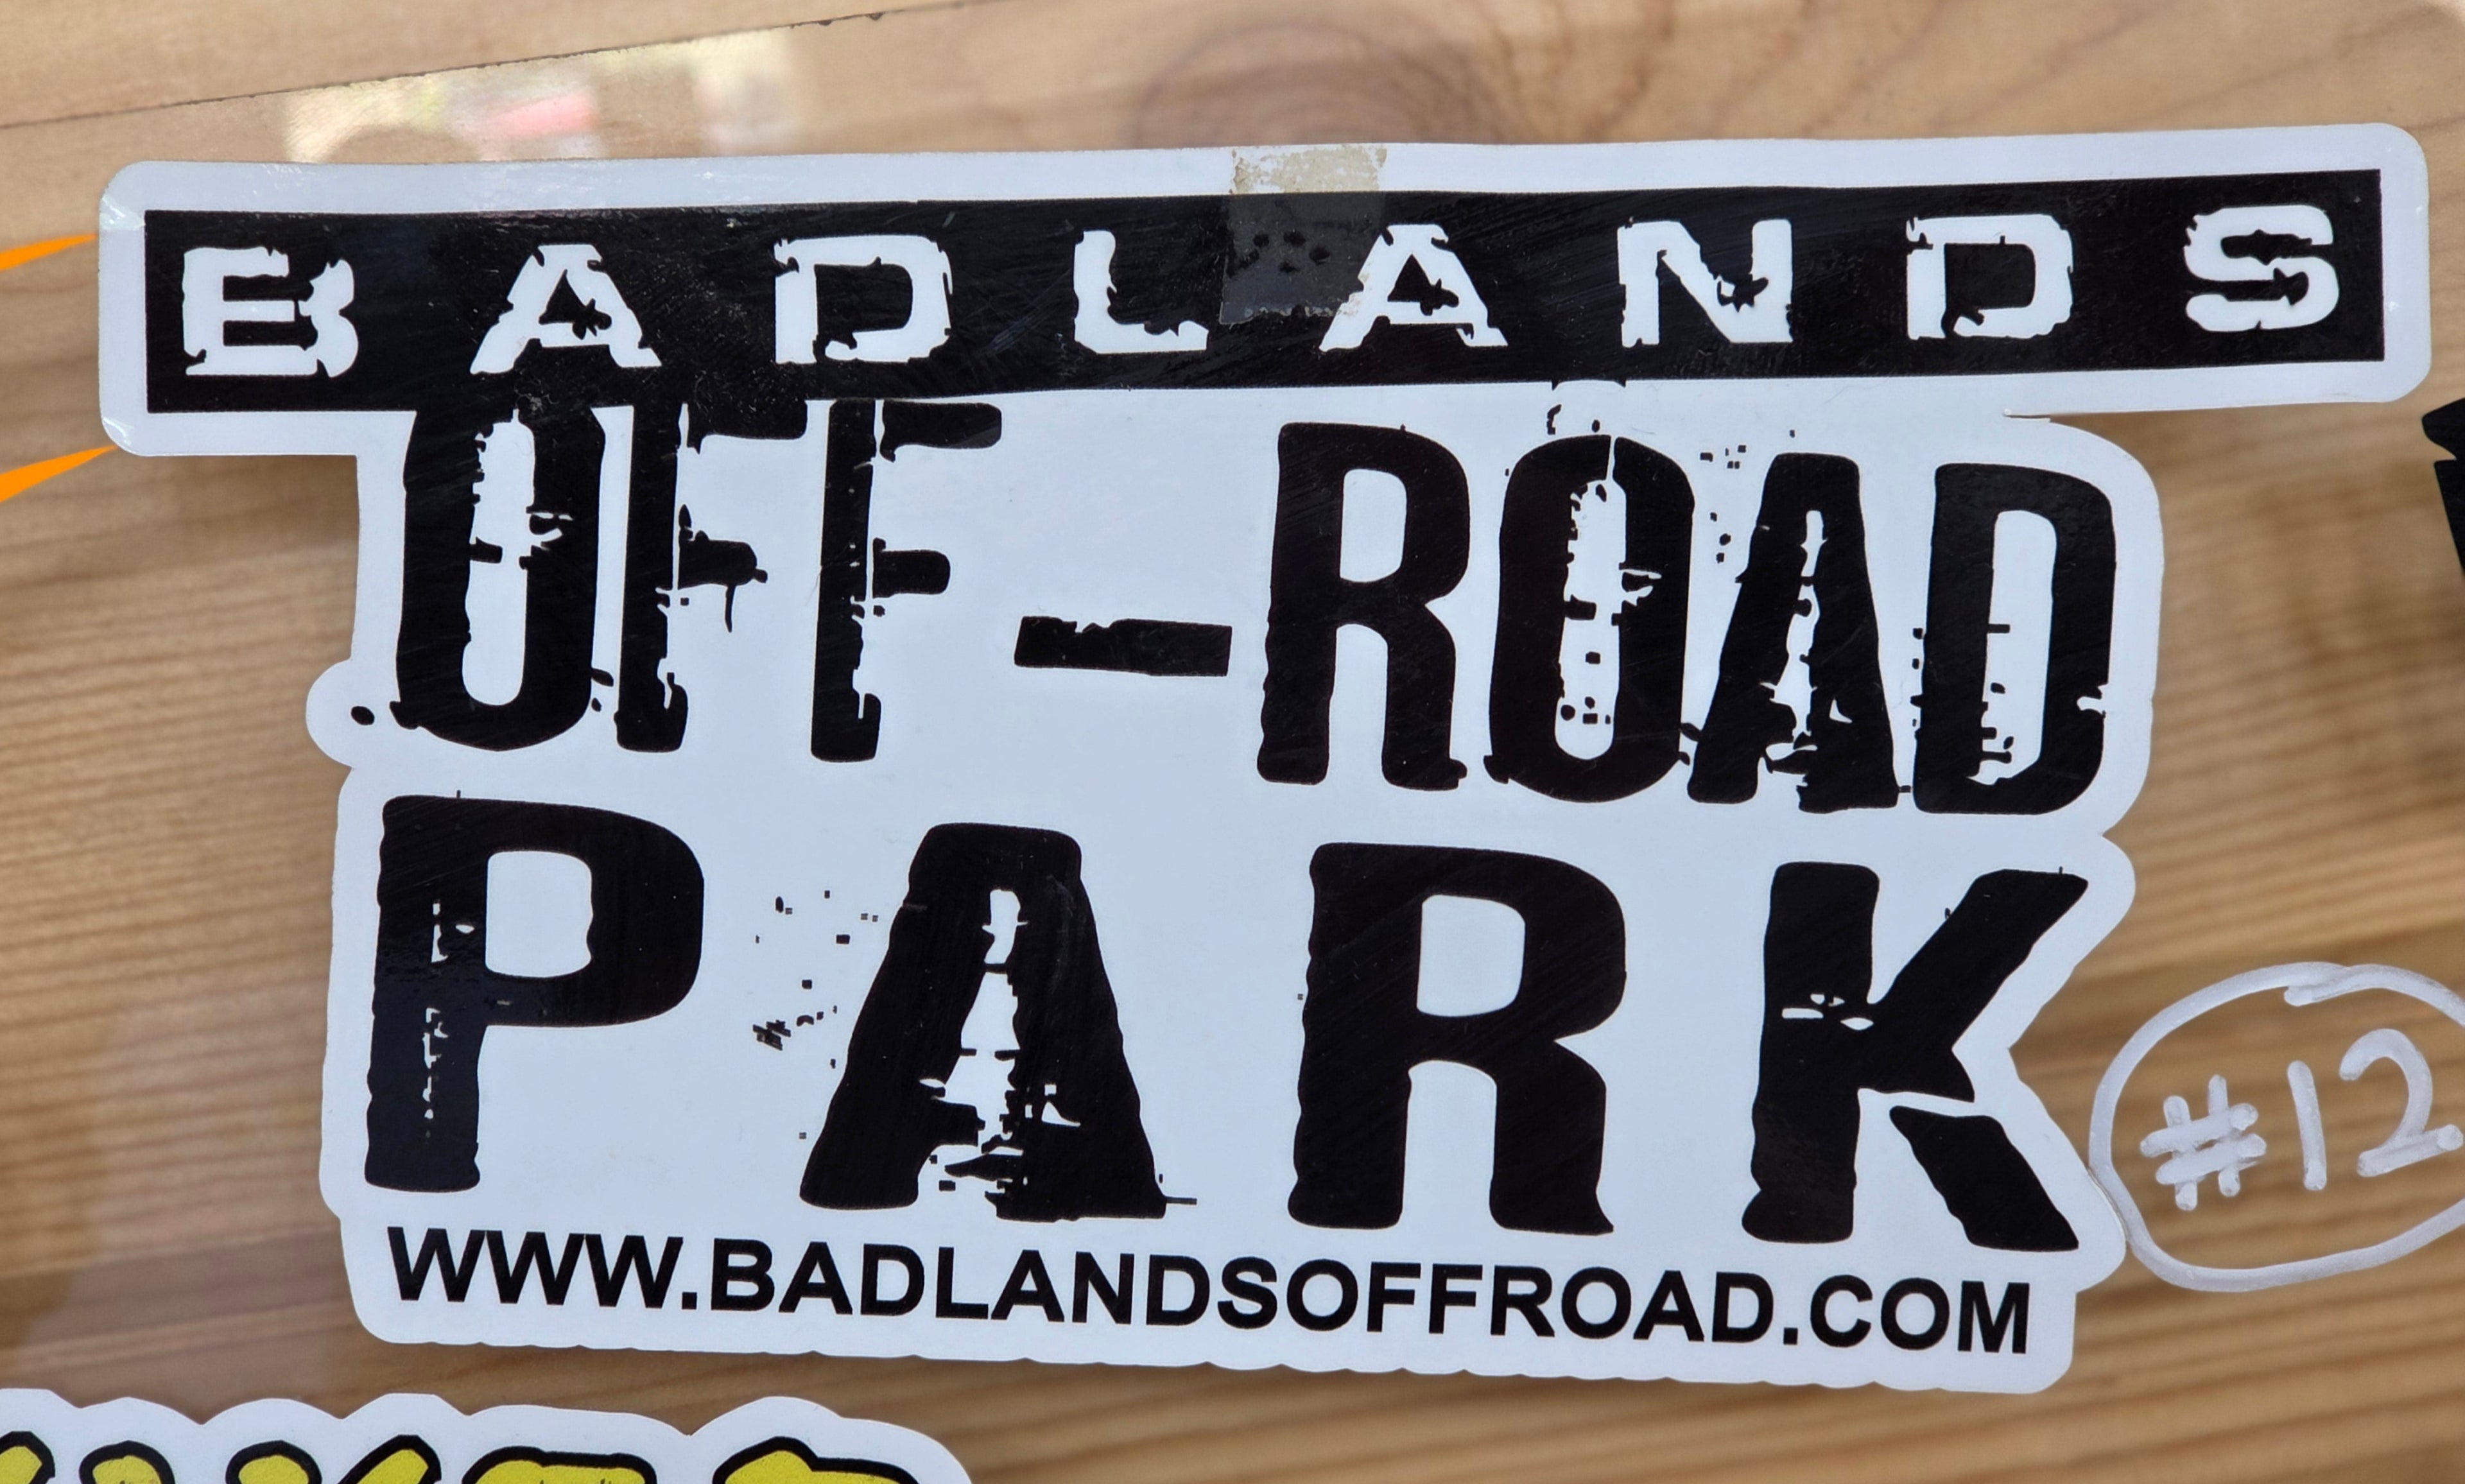 BADLANDS
OFF-ROAD
PARK
WWW.BADLANDSOFFROAD.COM
#12